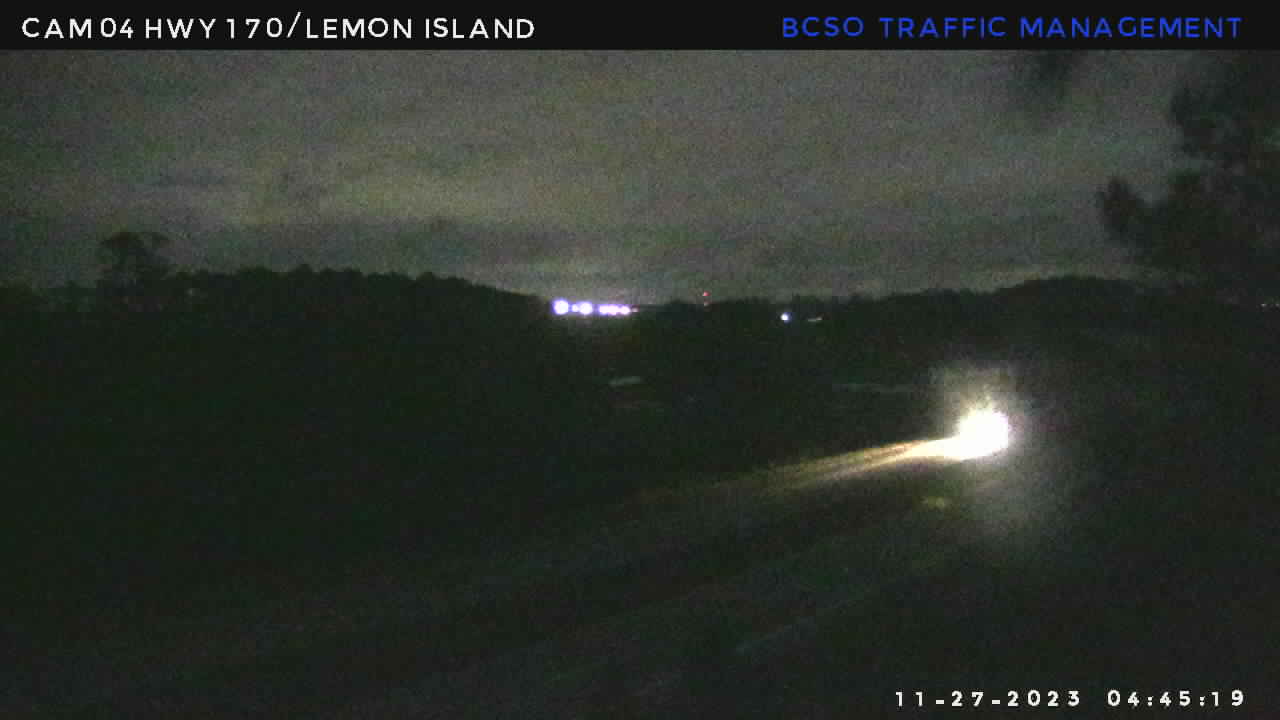 CAM04 HWY 170/LEMON ISLAND
BCSO TRAFFIC MANAGEMENT
11-27-2023 04:45:19